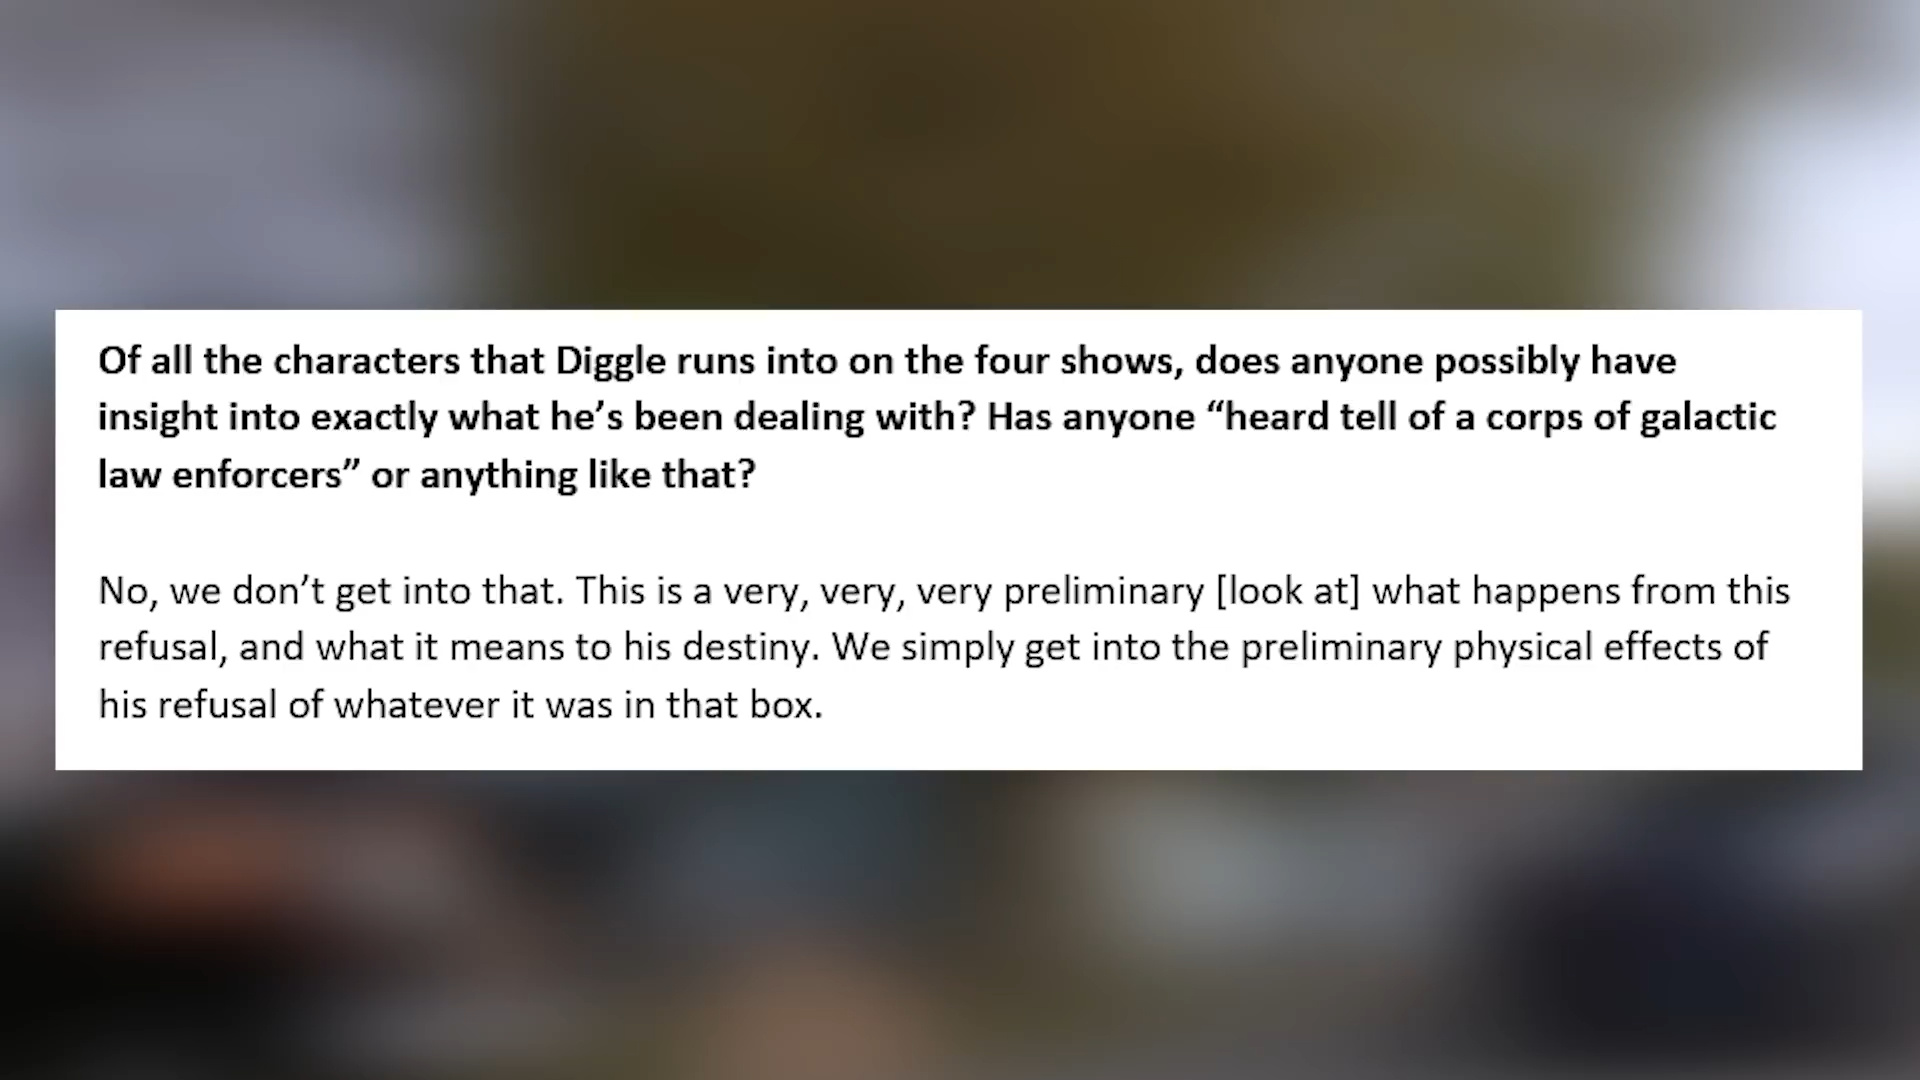 Of all the characters that Diggle runs into on the four shows, does anyone possibly have
insight into exactly what he’s been dealing with? Has anyone “heard tell of a corps of galactic
law enforcers” or anything like that?
No, we don’t get into that. This is a very, very, very preliminary [look at] what happens from this
refusal, and what it means to his destiny. We simply get into the preliminary physical effects of
his refusal of whatever it was in that box.